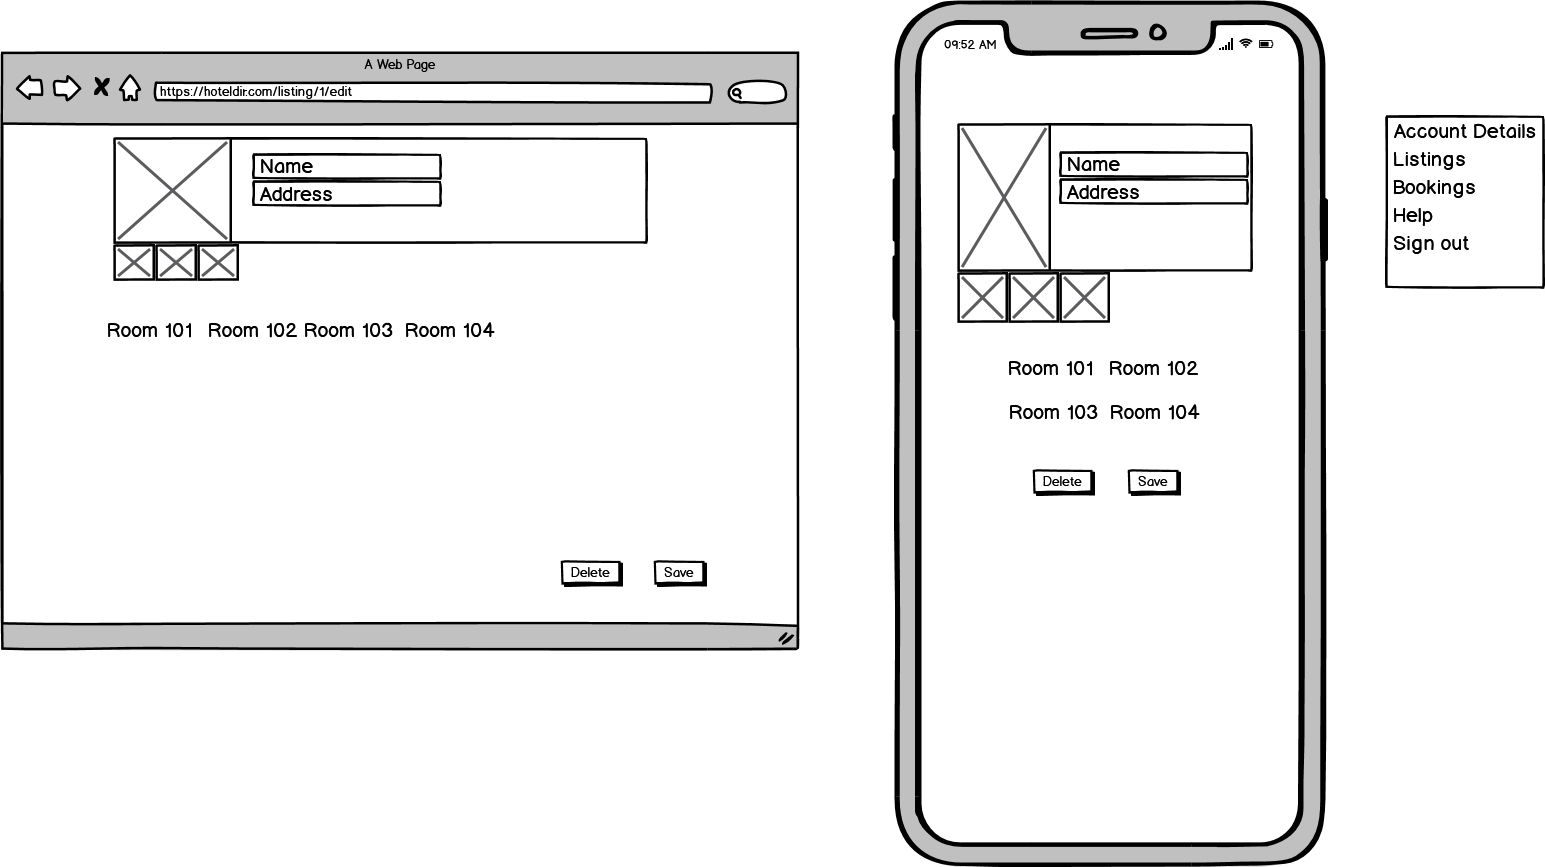 A Web Page
https://hoteldir.com/listing/1/edit
Name
Address
Room 101 Room 102 Room 103 Room 104
Delete Save
09:52 AM
Name
Address
Room 101 Room 102
Room 103 Room 104
Delete Save
Account Details
Listings
Bookings
Help
Sign out